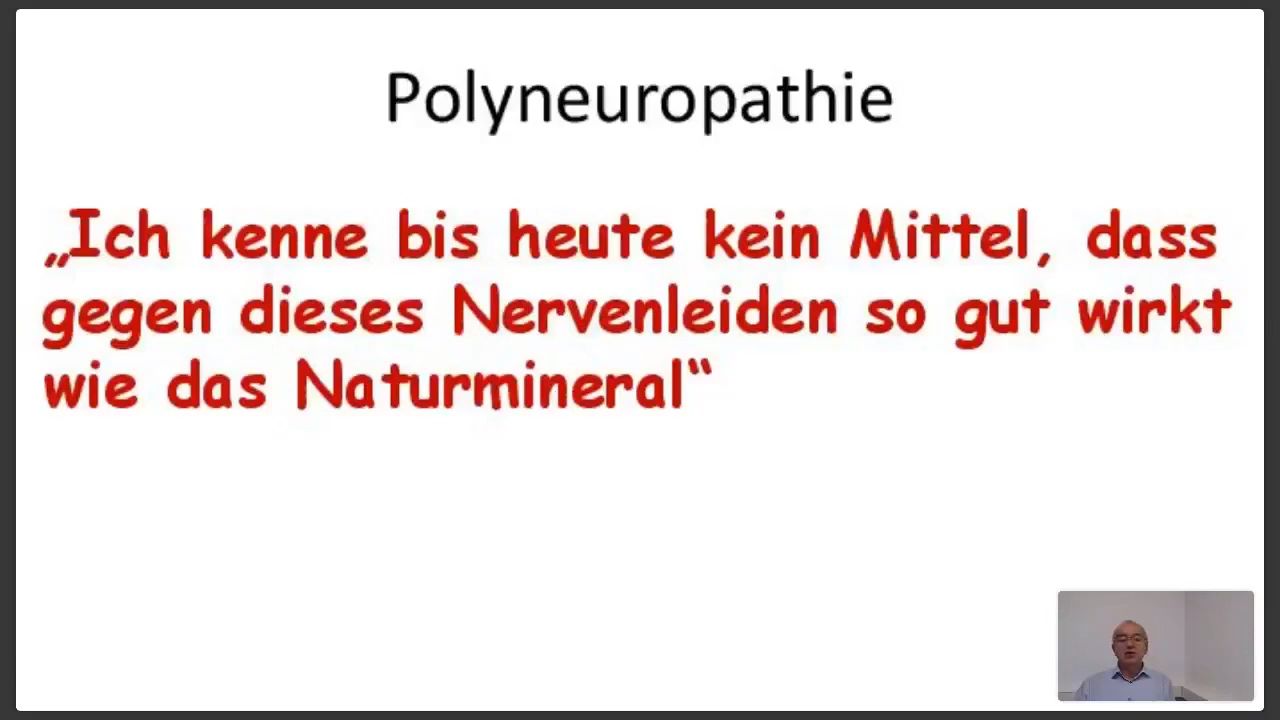 Polyneuropathie
„Ich kenne bis heute kein Mittel, dass
gegen dieses Nervenleiden so gut wirkt
wie das Naturmineral“